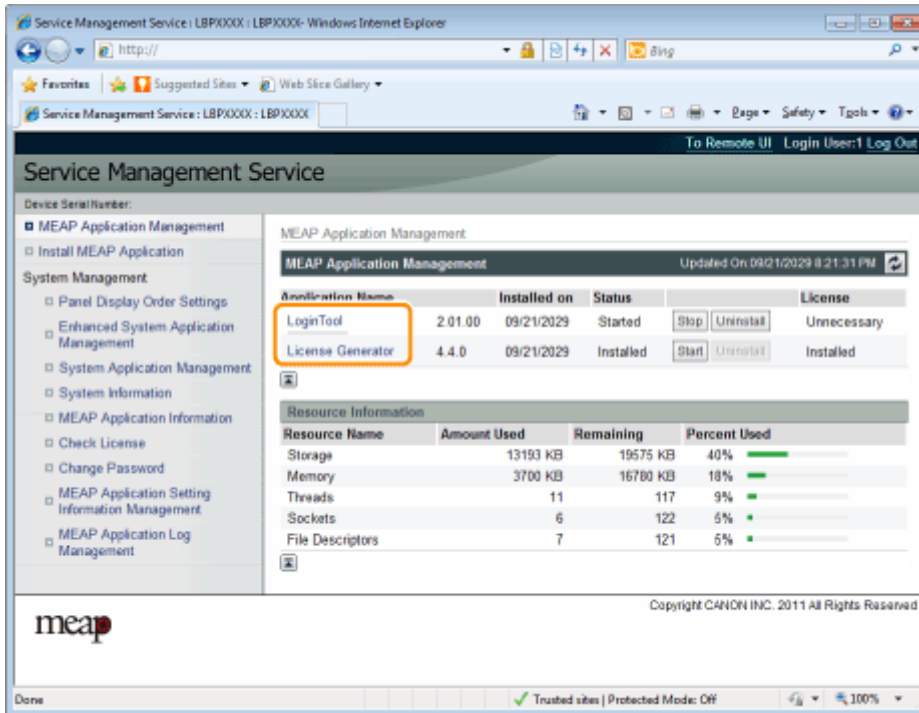 Service Management Service : LBPXXXX : LBPXXXX- Windows Internet Explorer
http://
Bing
Favorites Suggested Sites Web Slice Gallery
Service Management Service : LBPXXXX : LBPXXXX
Page Safety Tools
To Remote UI Login User:1 Log Out
Service Management Service
Device Serial Number:
MEAP Application Management
Install MEAP Application
System Management
Panel Display Order Settings
Enhanced System Application
Management
System Application Management
System Information
MEAP Application Information
Check License
Change Password
MEAP Application Setting
Information Management
MEAP Application Log
Management
MEAP Application Management
MEAP Application Management Updated On:09/21/2029 8:21:31 PM
Application Name Installed on Status License
LoginTool 2.01.00 09/21/2029 Started Stop Uninstall Unnecessary
License Generator 4.4.0 09/21/2029 Installed Start Uninstall Installed
Resource Information
Resource Name Amount Used Remaining Percent Used
Storage 13193 KB 19575 KB 40%
Memory 3700 KB 16780 KB 18%
Threads 11 117 9%
Sockets 6 122 5%
File Descriptors 7 121 6%
Copyright CANON INC. 2011 All Rights Reserved
meap
Done Trusted sites | Protected Mode: Off 100%